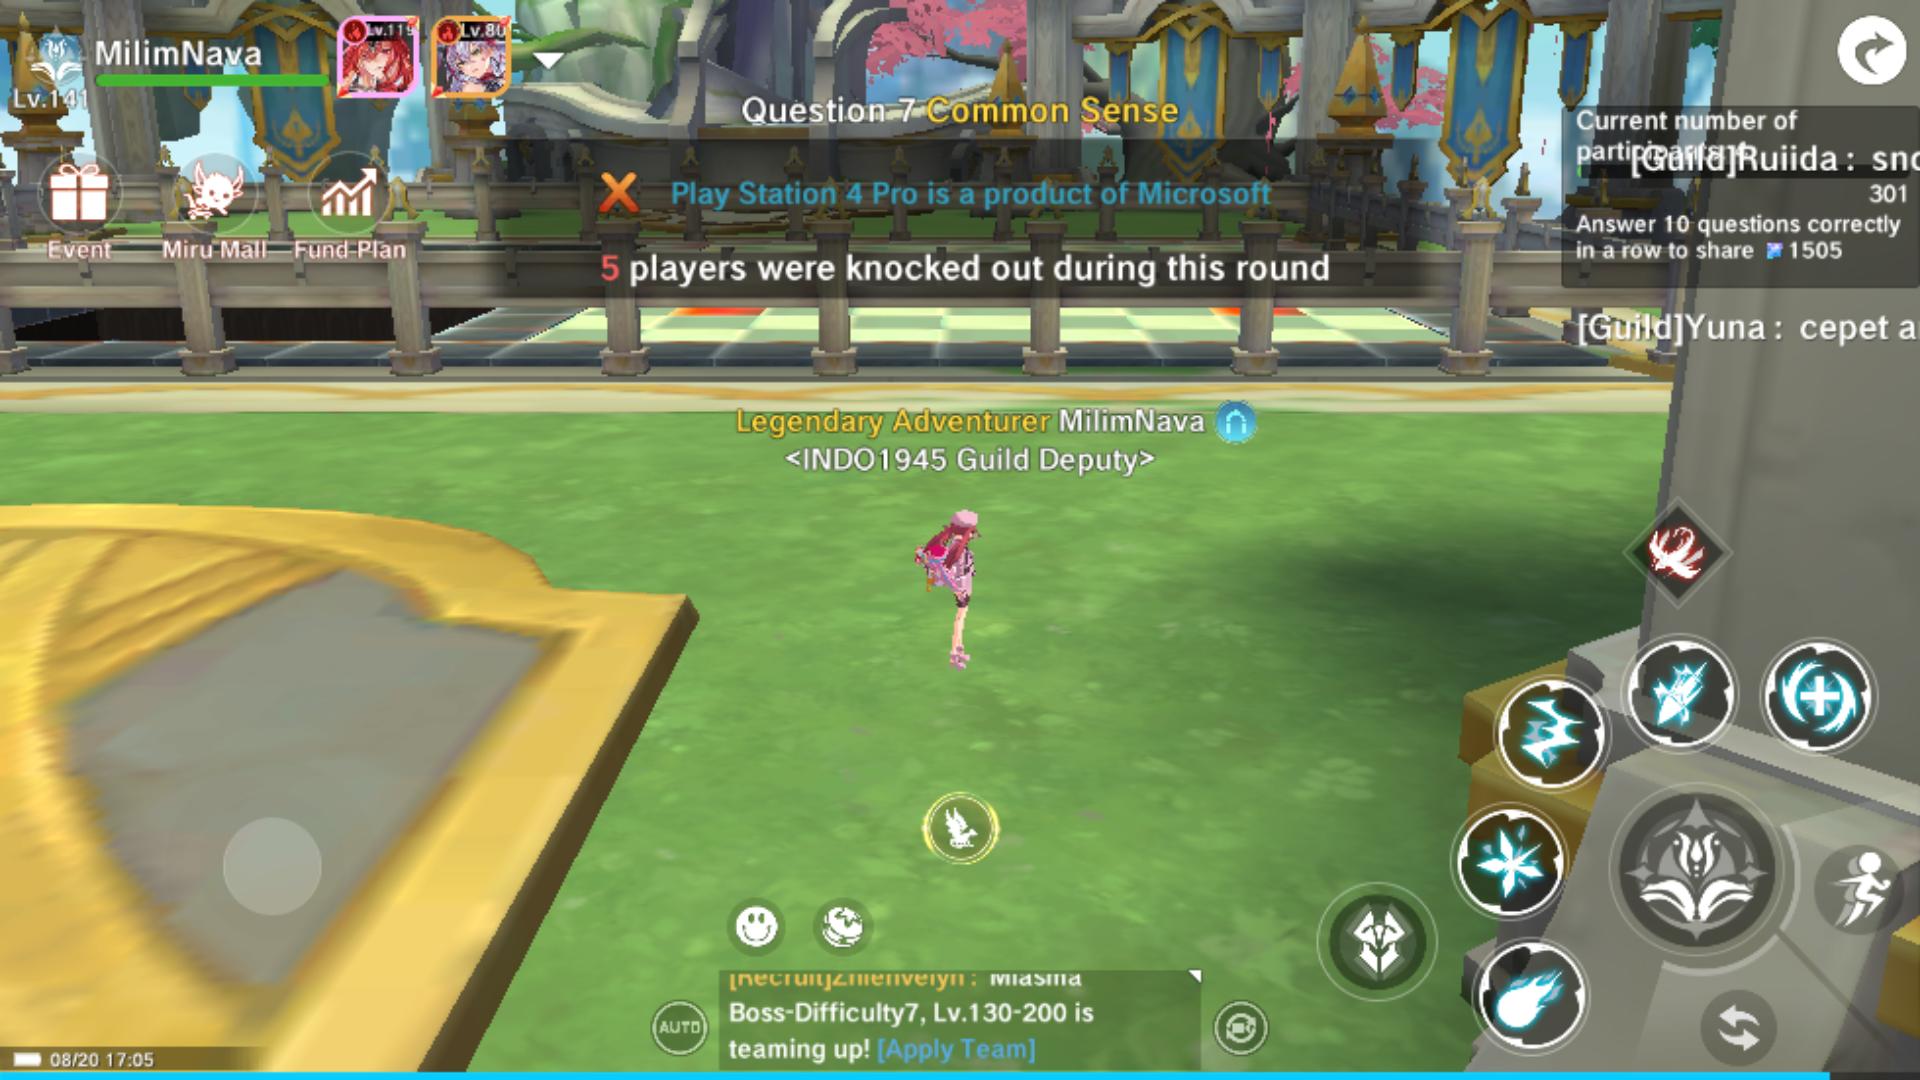 MilimNava
Lv.141
Lv.119
Lv.80
Question 7 Common Sense
Play Station 4 Pro is a product of Microsoft
5 players were knocked out during this round
Event
Miru Mall
Fund Plan
Current number of
[Guild]Ruiida : snc
301
Answer 10 questions correctly
in a row to share 1505
[Guild]Yuna : cepet a
Legendary Adventurer MilimNava
<INDO1945 Guild Deputy>
[Recruit]Zhienvelyn : Miasma
Boss-Difficulty7, Lv.130-200 is
teaming up! [Apply Team]
AUTO
08/20 17:05